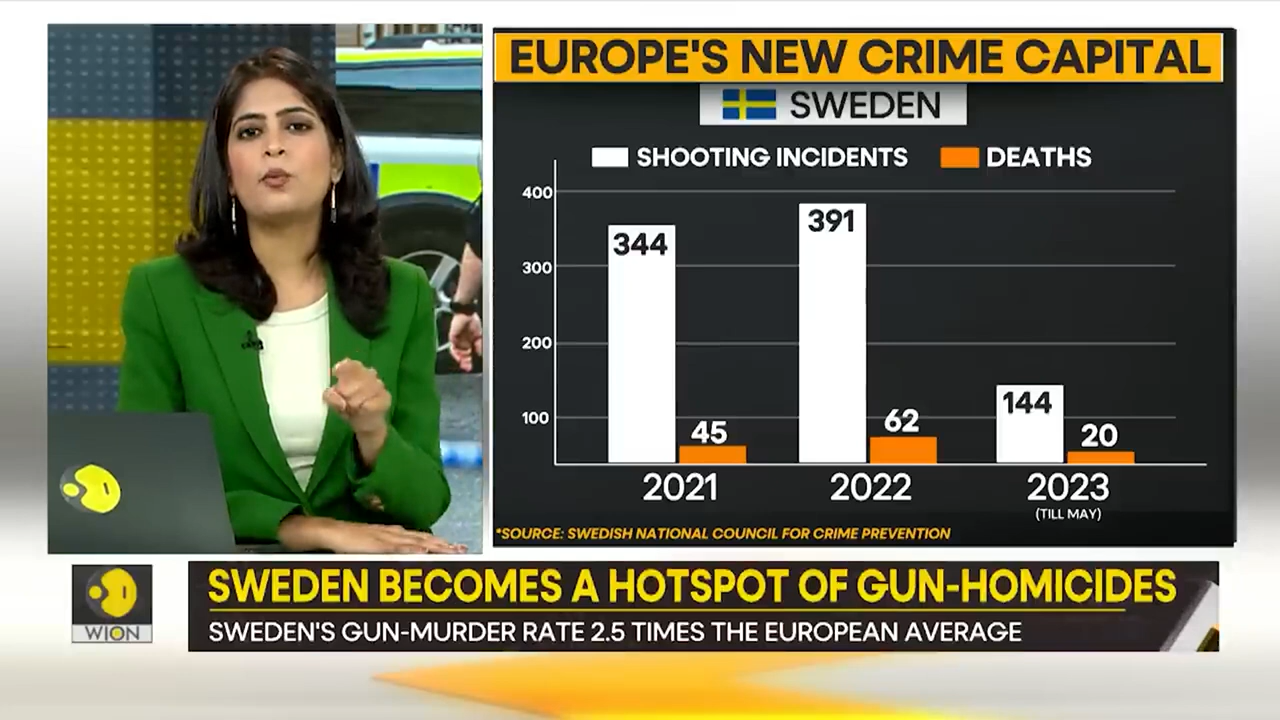 EUROPE'S NEW CRIME CAPITAL
SWEDEN
SHOOTING INCIDENTS
DEATHS
400
300
200
100
344
45
391
62
144
20
2021
2022
2023
(TILL MAY)
*SOURCE: SWEDISH NATIONAL COUNCIL FOR CRIME PREVENTION
WION
SWEDEN BECOMES A HOTSPOT OF GUN-HOMICIDES
SWEDEN'S GUN-MURDER RATE 2.5 TIMES THE EUROPEAN AVERAGE